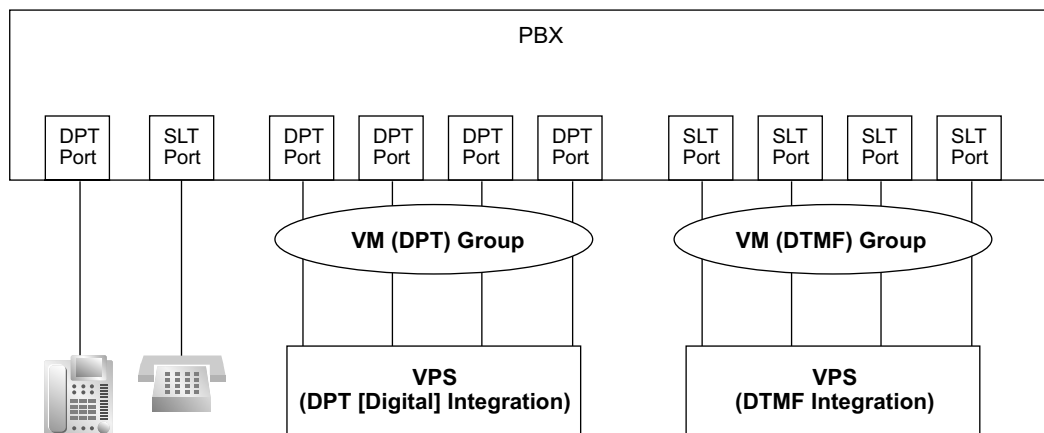 PBX
DPT
Port
SLT
Port
DPT
Port
DPT
Port
DPT
Port
DPT
Port
SLT
Port
SLT
Port
SLT
Port
SLT
Port
VM (DPT) Group
VM (DTMF) Group
VPS
(DPT [Digital] Integration)
VPS
(DTMF Integration)